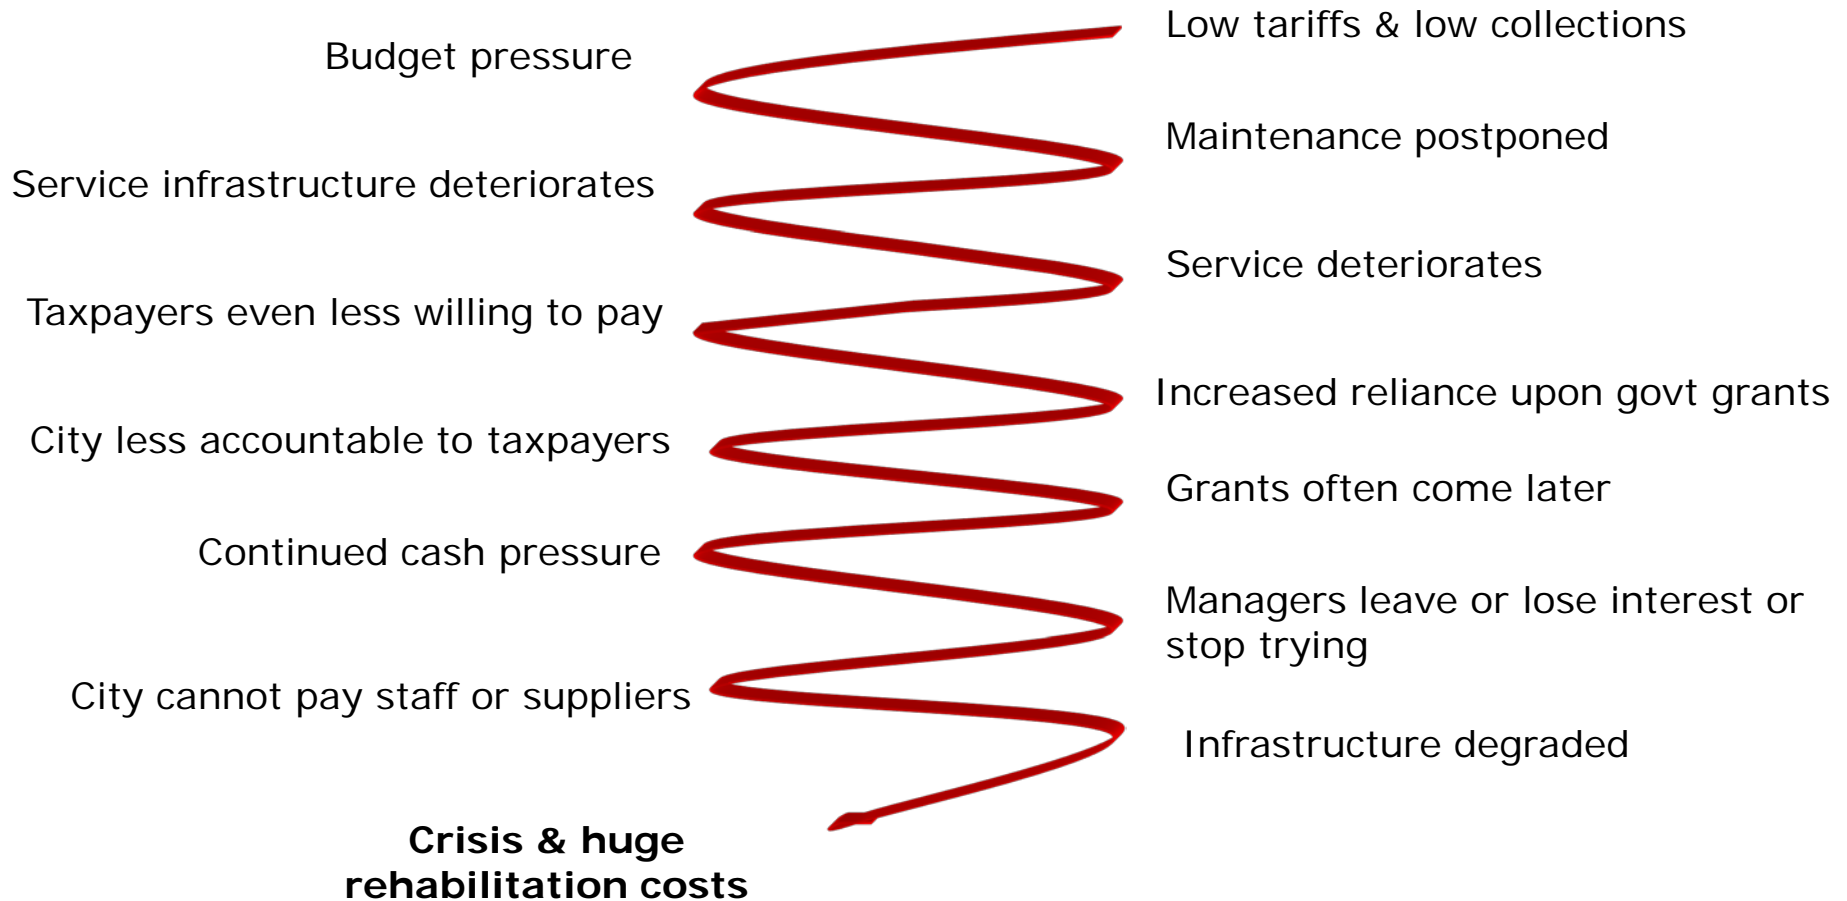 Low tariffs & low collections
Budget pressure
Maintenance postponed
Service infrastructure deteriorates
Service deteriorates
Taxpayers even less willing to pay
Increased reliance upon govt grants
City less accountable to taxpayers
Grants often come later
Continued cash pressure
Managers leave or lose interest or
stop trying
City cannot pay staff or suppliers
Infrastructure degraded
Crisis & huge
rehabilitation costs